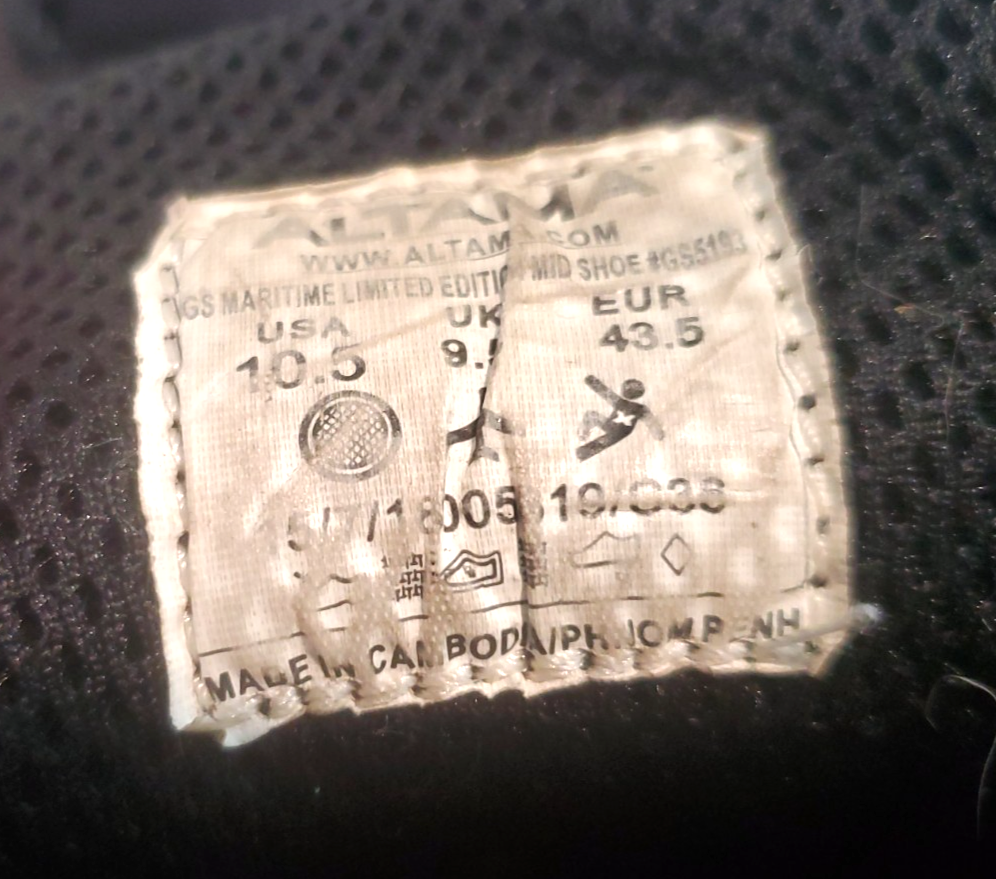 ALTAMA
WWW.ALTAMA.COM
GS MARITIME LIMITED EDITION MID SHOE
USA UK EUR
10.5 43.5
MADE IN CAMBODIA/PHNOM PENH